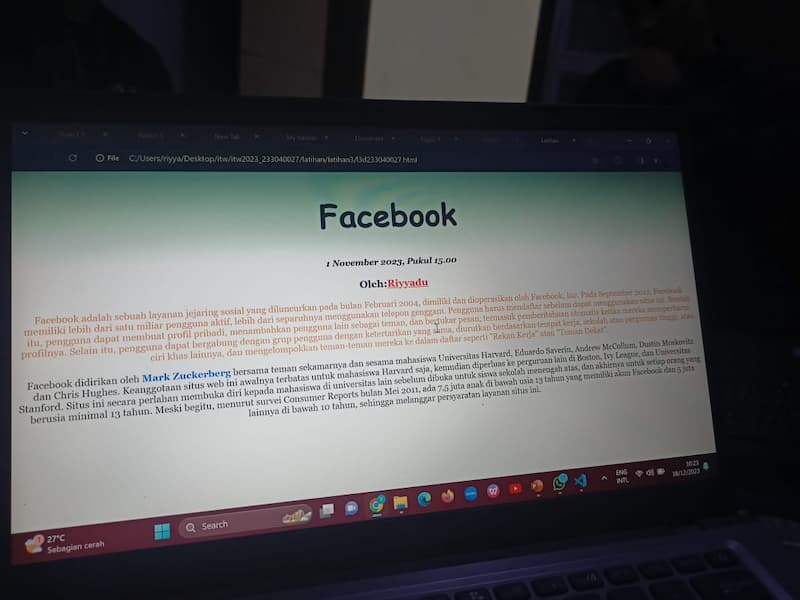 New Tab
Document
Latihan
File C:/Users/riyya/Desktop/itw/itw2023_233040027/latihan/latihan3/l3d233040027.html
Facebook
1 November 2023, Pukul 15.00
Oleh:Riyyadu
Facebook adalah sebuah layanan jejaring sosial yang diluncurkan pada bulan Februari 2004, dimiliki dan dioperasikan oleh Facebook, Inc. Pada September 2012, Facebook
memiliki lebih dari satu miliar pengguna aktif, lebih dari separuhnya menggunakan telepon genggam. Pengguna harus mendaftar sebelum dapat menggunakan situs ini. Setelah
itu, pengguna dapat membuat profil pribadi, menambahkan pengguna lain sebagai teman, dan bertukar pesan, termasuk pemberitahuan otomatis ketika mereka memperbarui
profilnya. Selain itu, pengguna dapat bergabung dengan grup pengguna dengan ketertarikan yang sama, diurutkan berdasarkan tempat kerja, sekolah atau perguruan tinggi, atau
ciri khas lainnya, dan mengelompokkan teman-teman mereka ke dalam daftar seperti "Rekan Kerja" atau "Teman Dekat".
Facebook didirikan oleh Mark Zuckerberg bersama teman sekamarnya dan sesama mahasiswa Universitas Harvard, Eduardo Saverin, Andrew McCollum, Dustin Moskovitz
dan Chris Hughes. Keanggotaan situs web ini awalnya terbatas untuk mahasiswa Harvard saja, kemudian diperluas ke perguruan lain di Boston, Ivy League, dan Universitas
Stanford. Situs ini secara perlahan membuka diri kepada mahasiswa di universitas lain sebelum dibuka untuk siswa sekolah menengah atas, dan akhirnya untuk setiap orang yang
berusia minimal 13 tahun. Meski begitu, menurut survei Consumer Reports bulan Mei 2011, ada 7,5 juta anak di bawah usia 13 tahun yang memiliki akun Facebook dan 5 juta
lainnya di bawah 10 tahun, sehingga melanggar persyaratan layanan situs ini.
27°C
Sebagian cerah
Search
ENG
INTL
10:23
18/12/2023